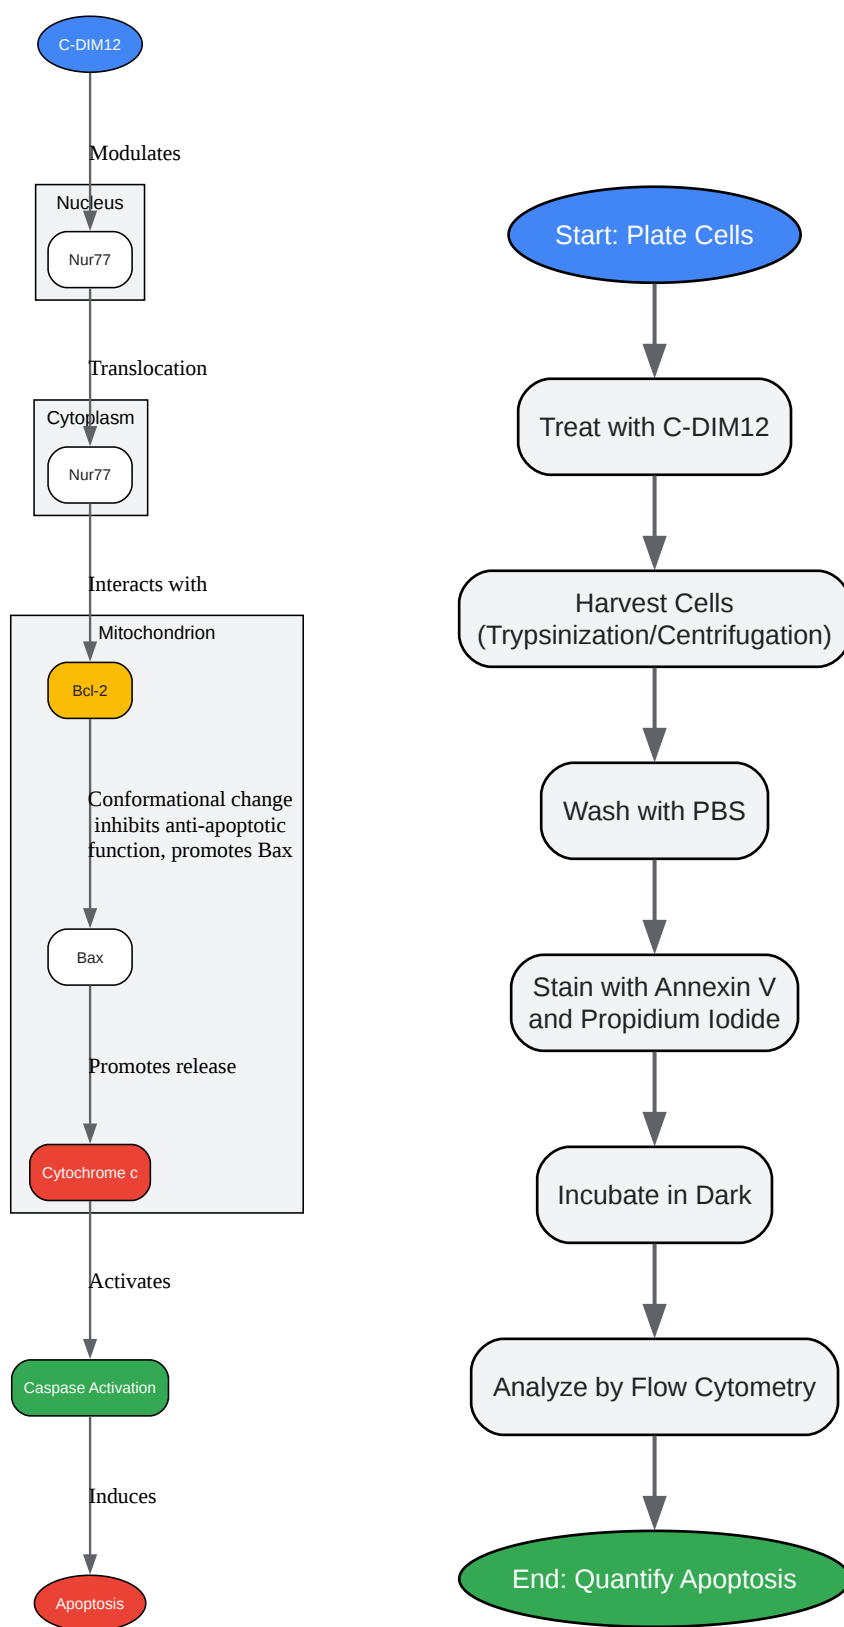 C-DIM12
Modulates
Nucleus
Nur77
Translocation
Cytoplasm
Nur77
Interacts with
Mitochondrion
Bcl-2
Conformational change
inhibits anti-apoptotic
function, promotes Bax
Bax
Promotes release
Cytochrome c
Activates
Caspase Activation
Induces
Apoptosis
Start: Plate Cells
Treat with C-DIM12
Harvest Cells
(Trypsinization/Centrifugation)
Wash with PBS
Stain with Annexin V
and Propidium Iodide
Incubate in Dark
Analyze by Flow Cytometry
End: Quantify Apoptosis